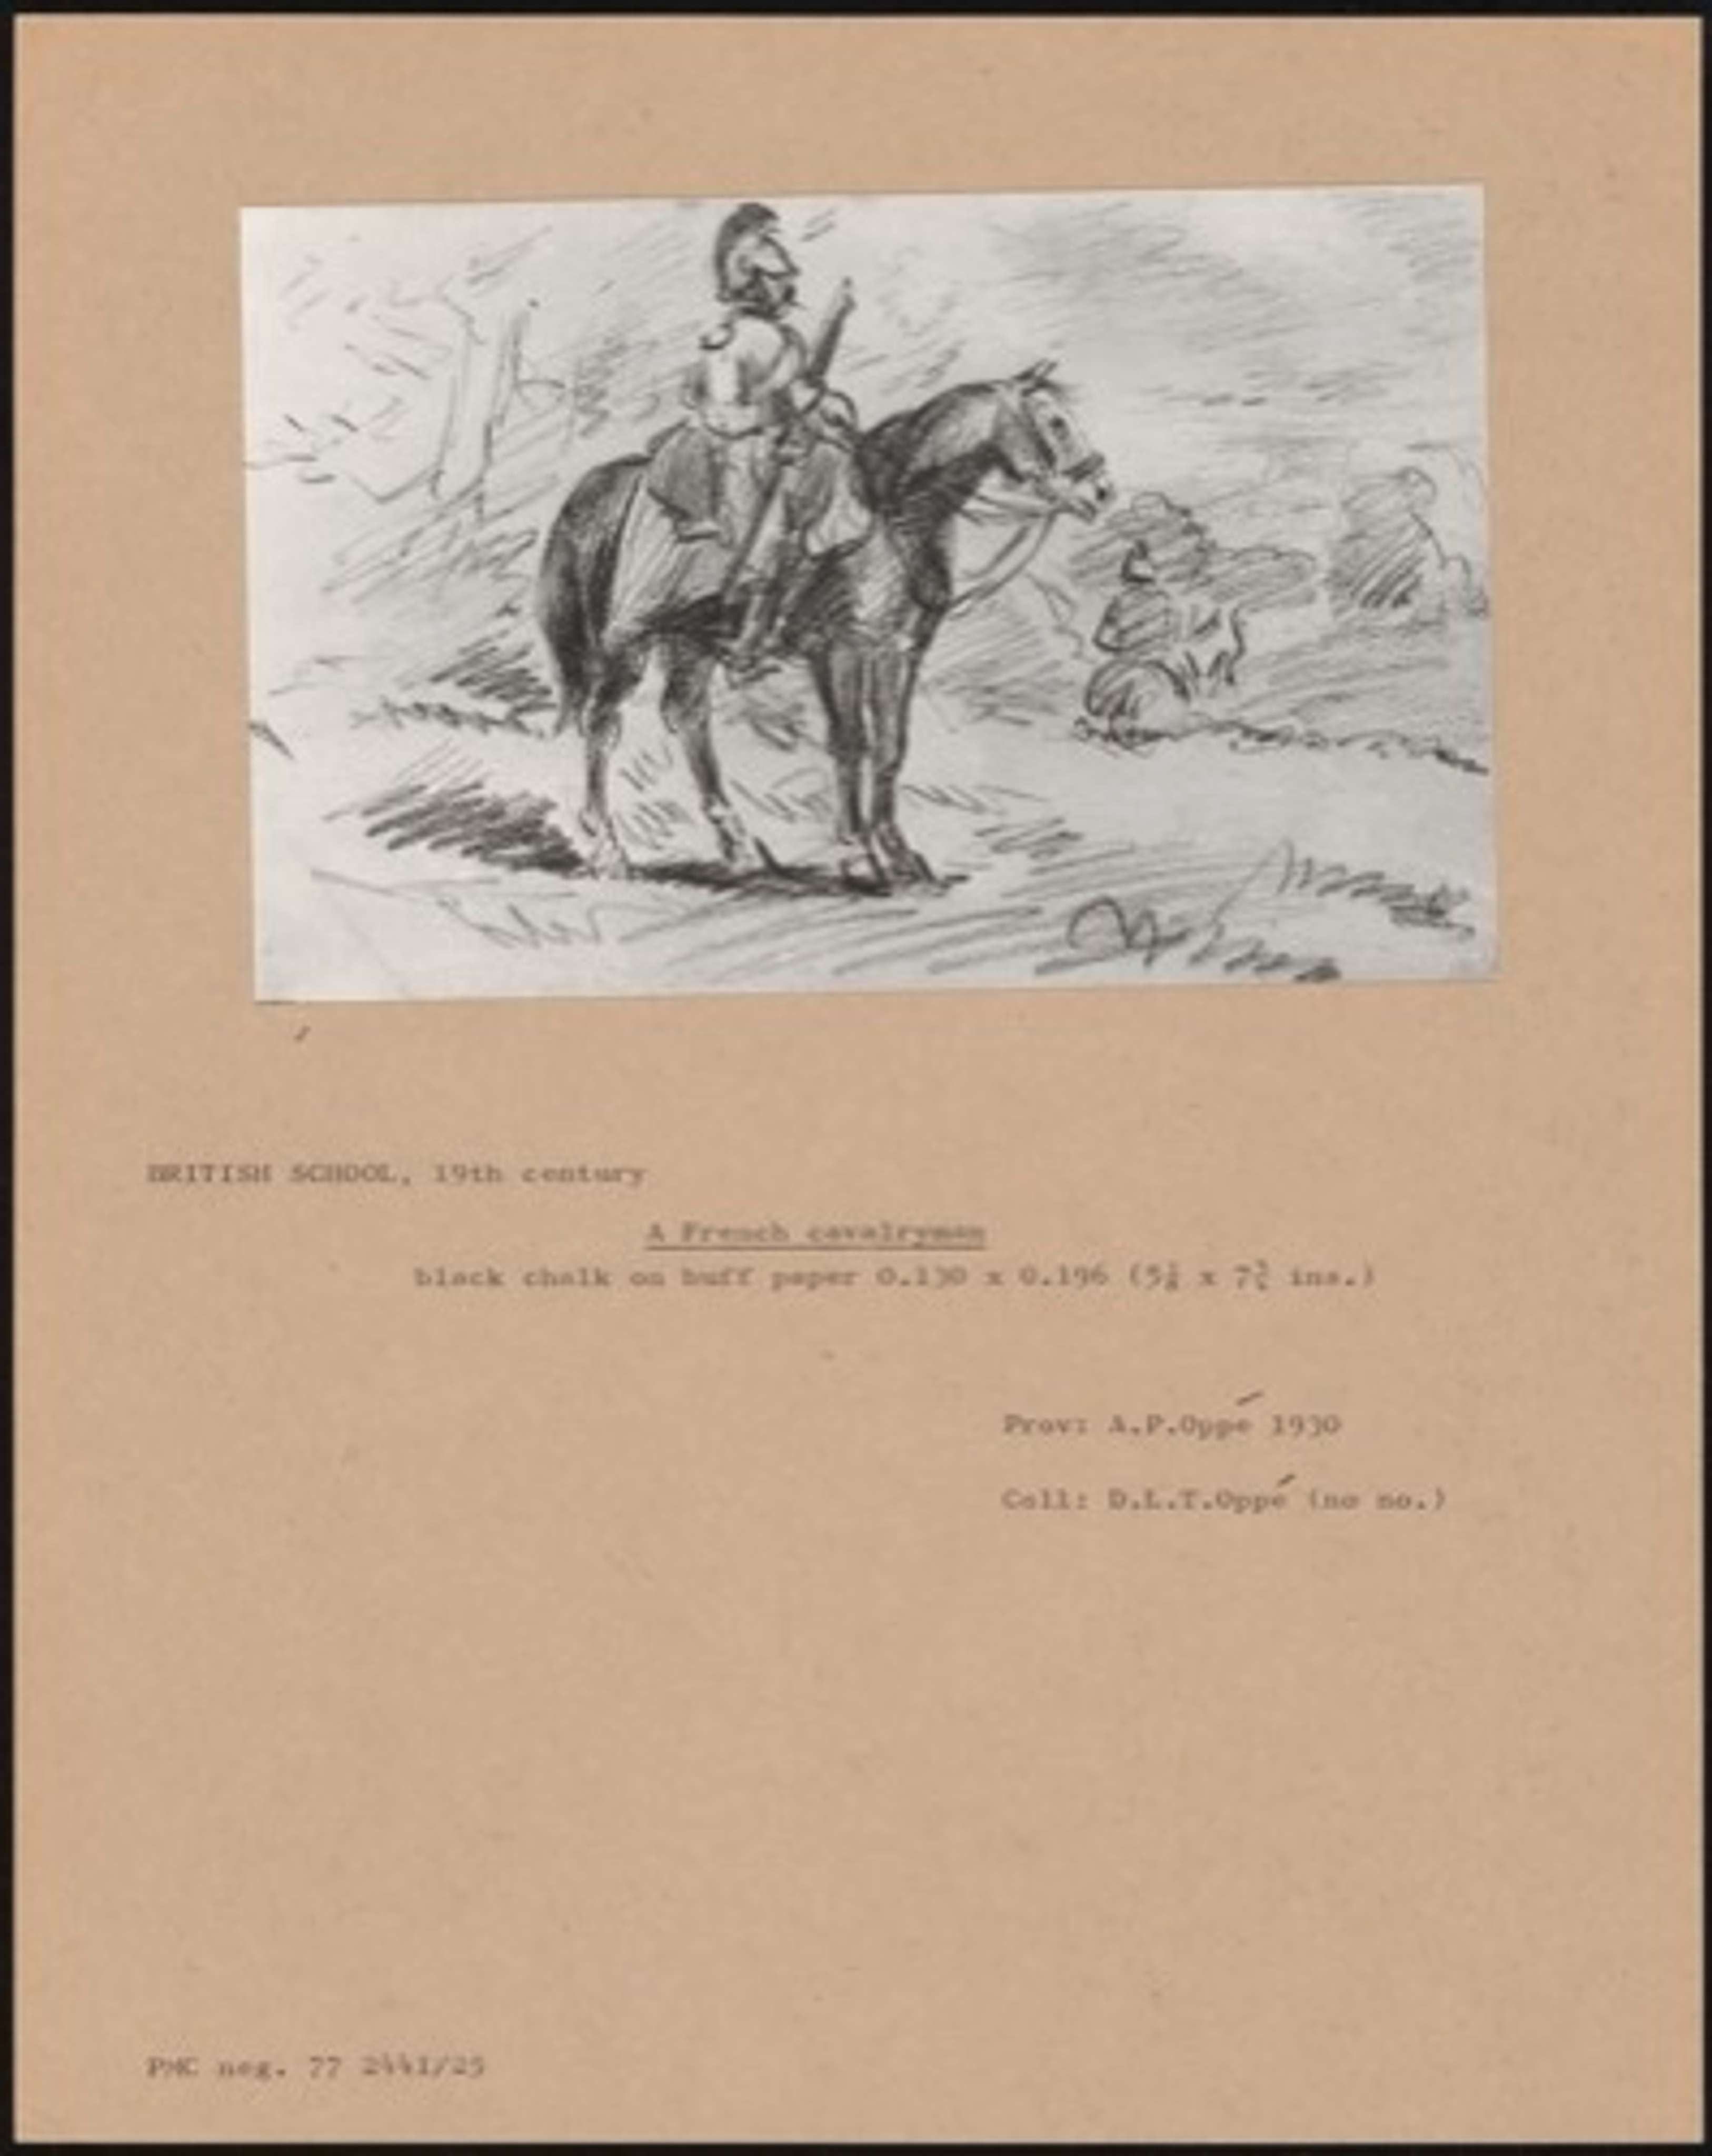 BRITISH SCHOOL, 19th century
A French cavalryman
black chalk on buff paper 0.130 x 0.196 (5⅛ x 7¾ ins.)
Prov: A.P.Oppé 1930
Coll: D.L.T.Oppé (no no.)
PMC neg. 77 2441/25